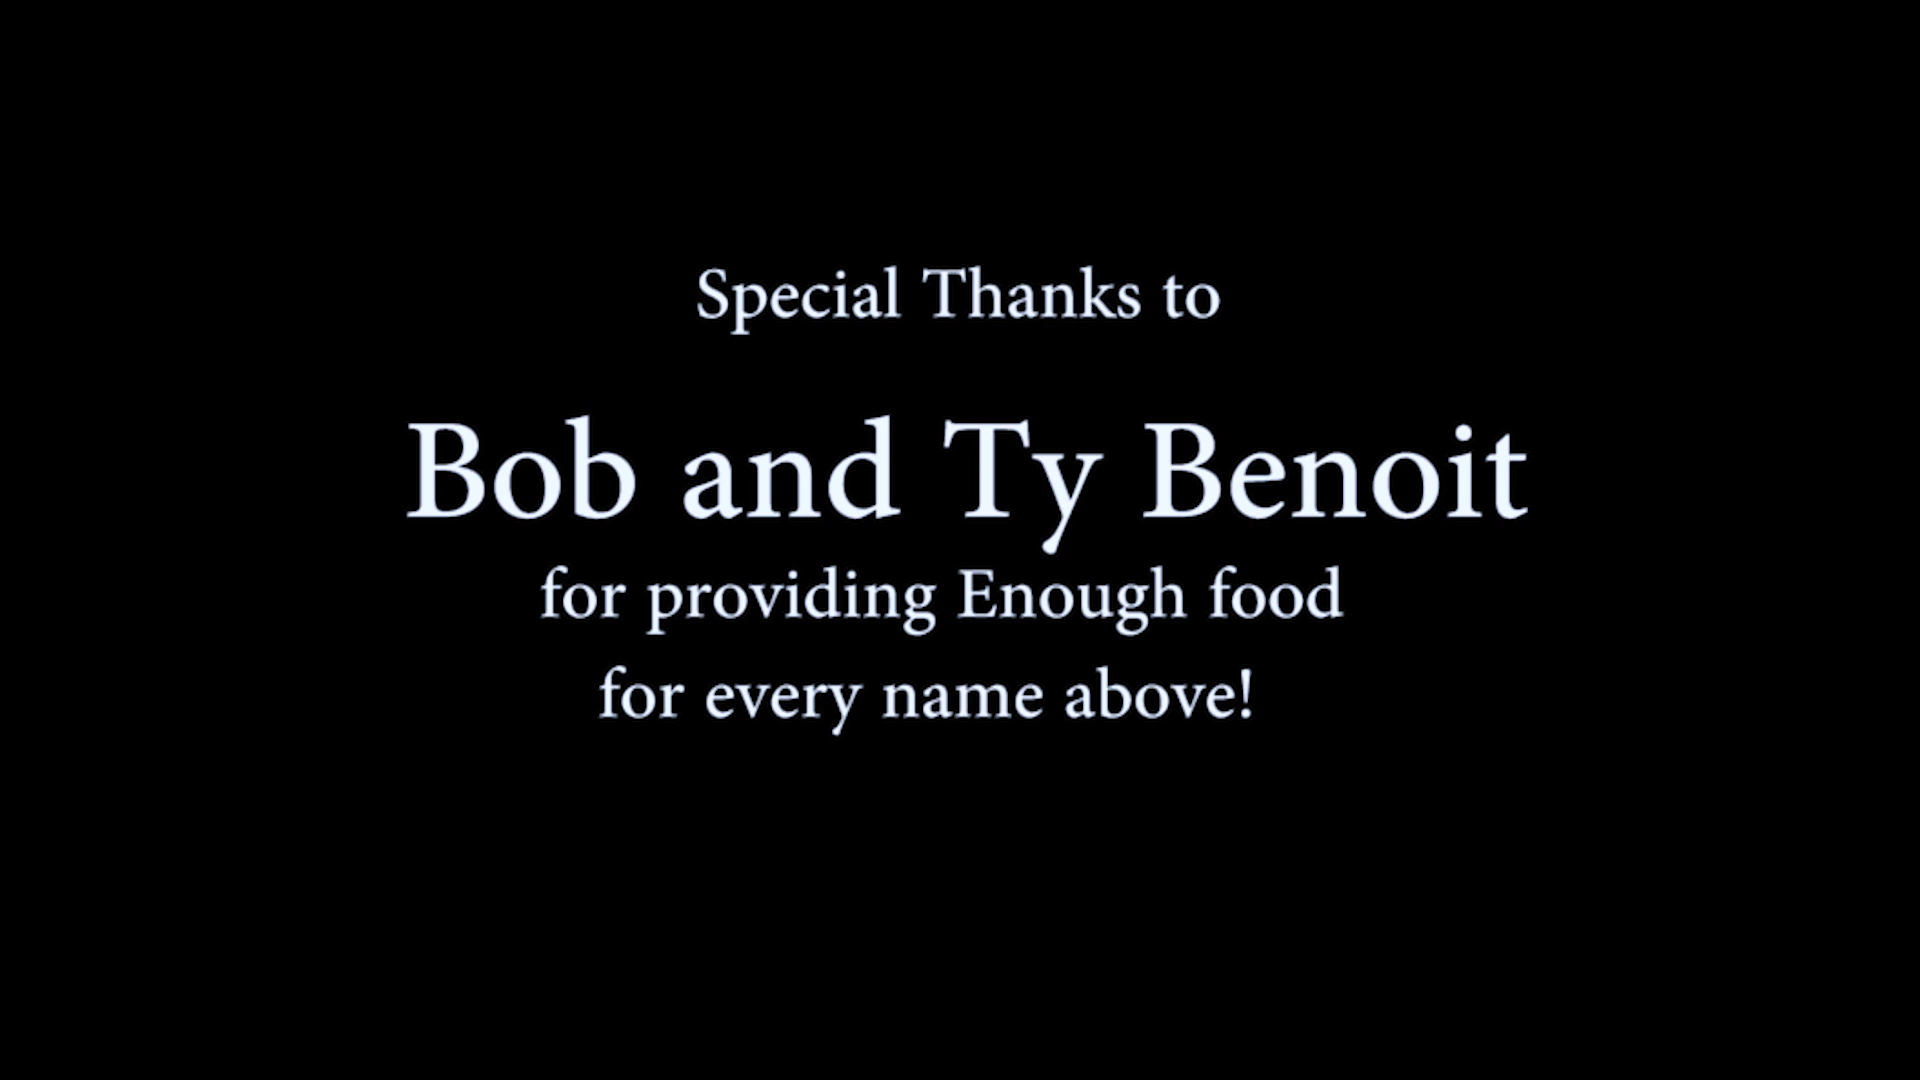 Special Thanks to
Bob and Ty Benoit
for providing Enough food
for every name above!